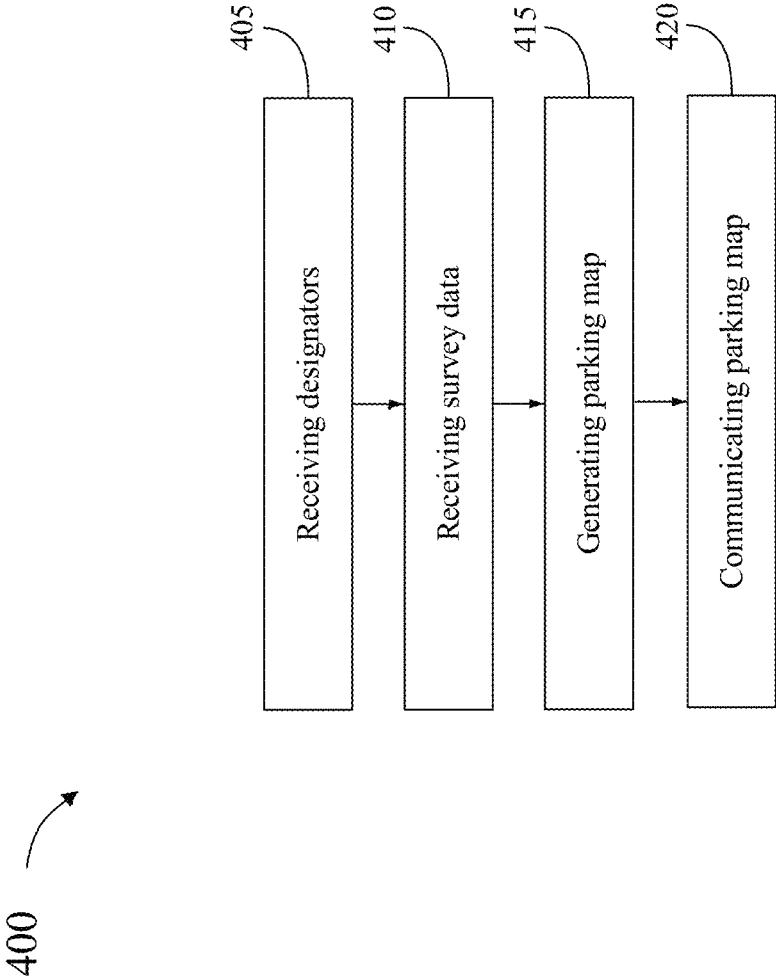 400
405
Receiving designators
410
Receiving survey data
415
Generating parking map
420
Communicating parking map